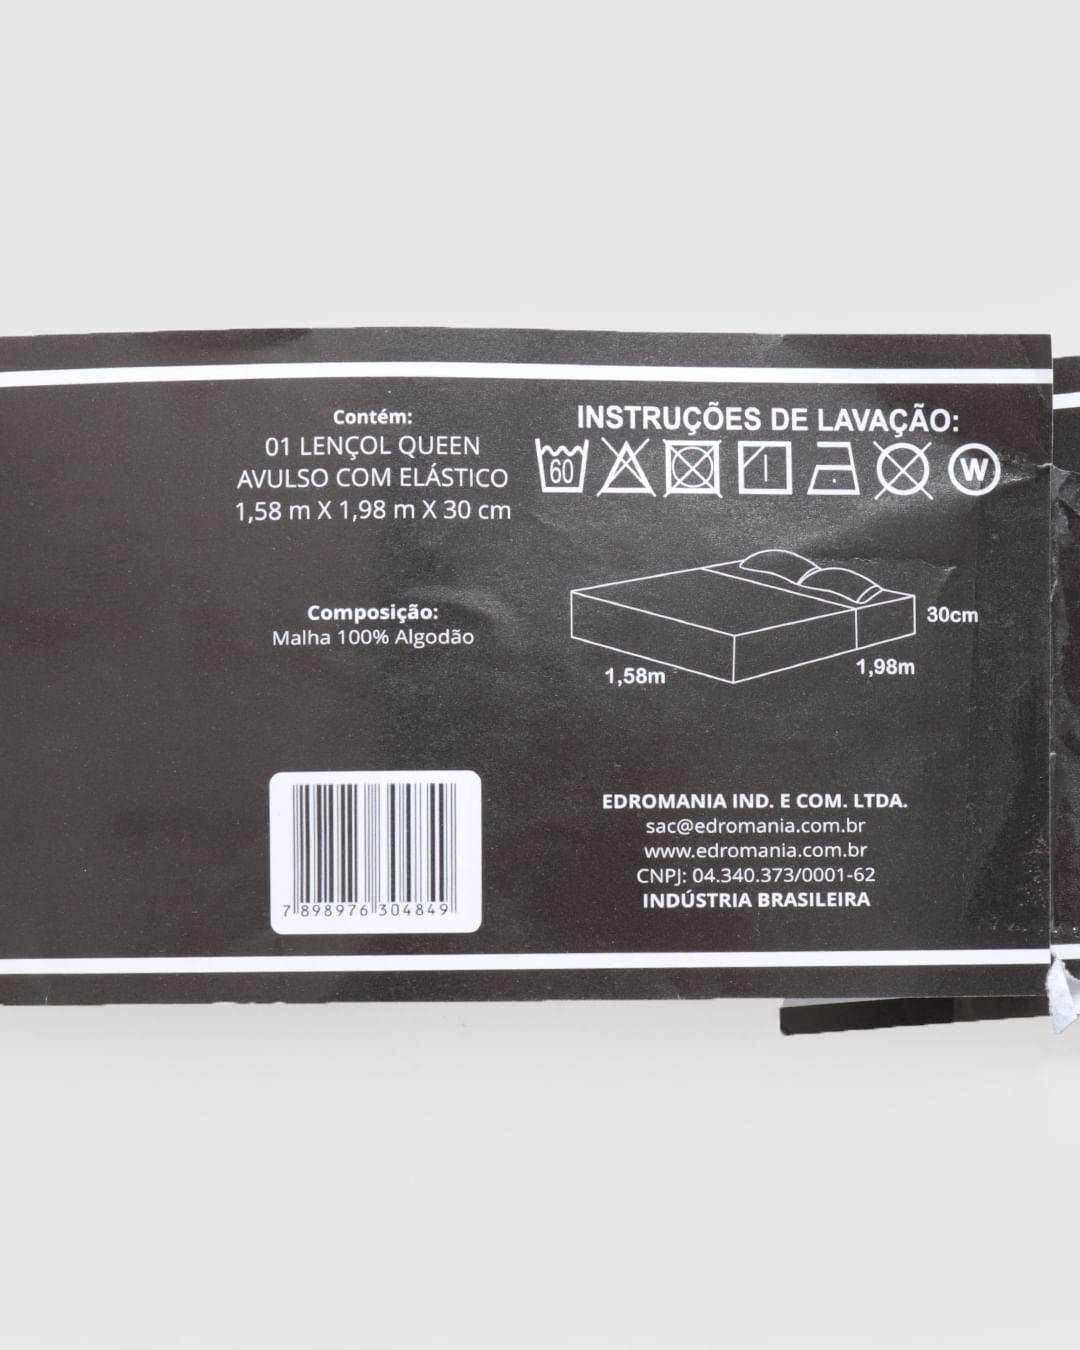 Contém:
01 LENÇOL QUEEN
AVULSO COM ELÁSTICO
1,58 m X 1,98 m X 30 cm
Composição:
Malha 100% Algodão
7 898976 304849
INSTRUÇÕES DE LAVAÇÃO:
60
W
30cm
1,58m
1,98m
EDROMANIA IND. E COM. LTDA.
sac@edromania.com.br
www.edromania.com.br
CNPJ: 04.340.373/0001-62
INDÚSTRIA BRASILEIRA